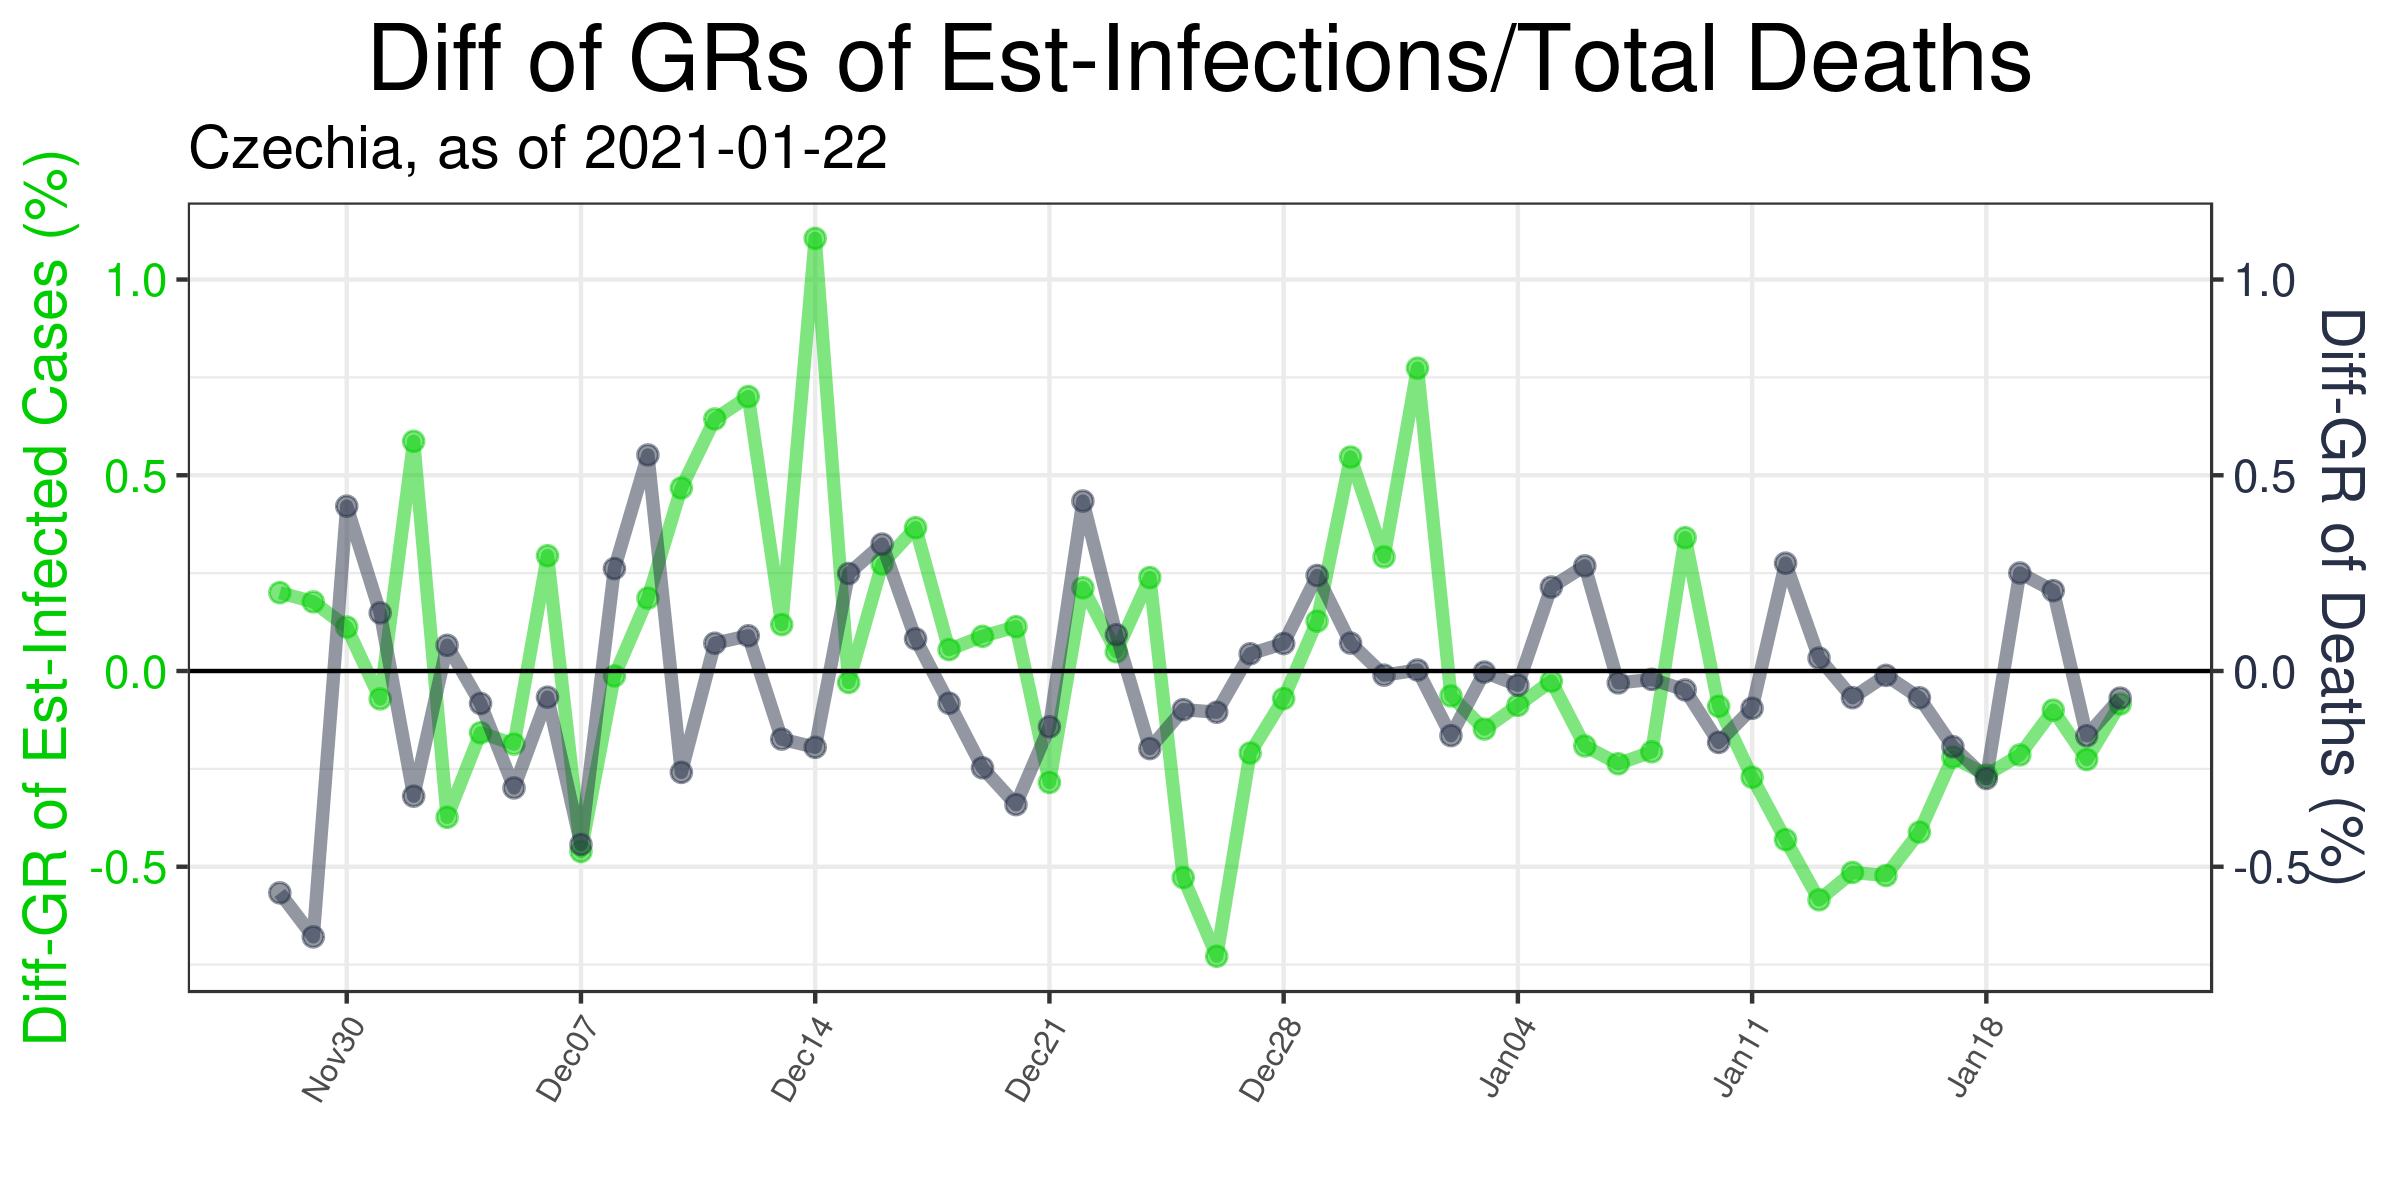 Diff of GRs of Est-Infections/Total Deaths
Czechia, as of 2021-01-22
Diff-GR of Est-Infected Cases (%)
1.0
0.5
0.0
-0.5
1.0
0.5
0.0
-0.5
Diff-GR of Deaths (%)
Nov30
Dec07
Dec14
Dec21
Dec28
Jan04
Jan11
Jan18